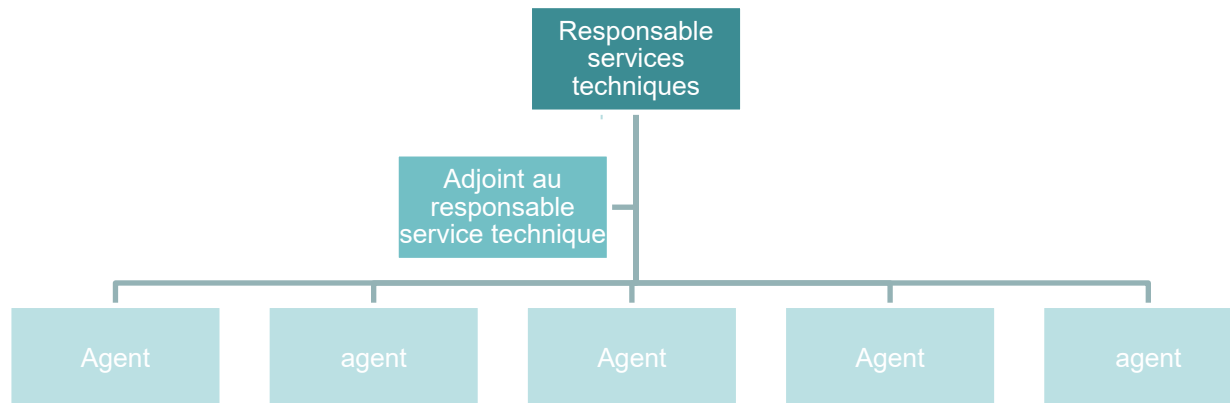 Responsable
services
techniques
Adjoint au
responsable
service technique
Agent
agent
Agent
Agent
agent